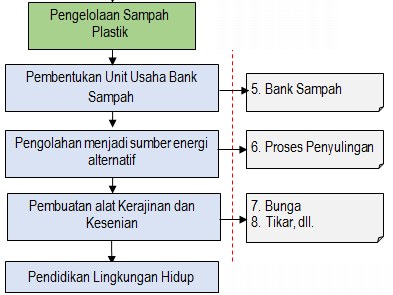 Pengelolaan Sampah
Plastik
Pembentukan Unit Usaha Bank
Sampah
5. Bank Sampah
Pengolahan menjadi sumber energi
alternatif
6. Proses Penyulingan
Pembuatan alat Kerajinan dan
Kesenian
7. Bunga
8. Tikar, dll.
Pendidikan Lingkungan Hidup